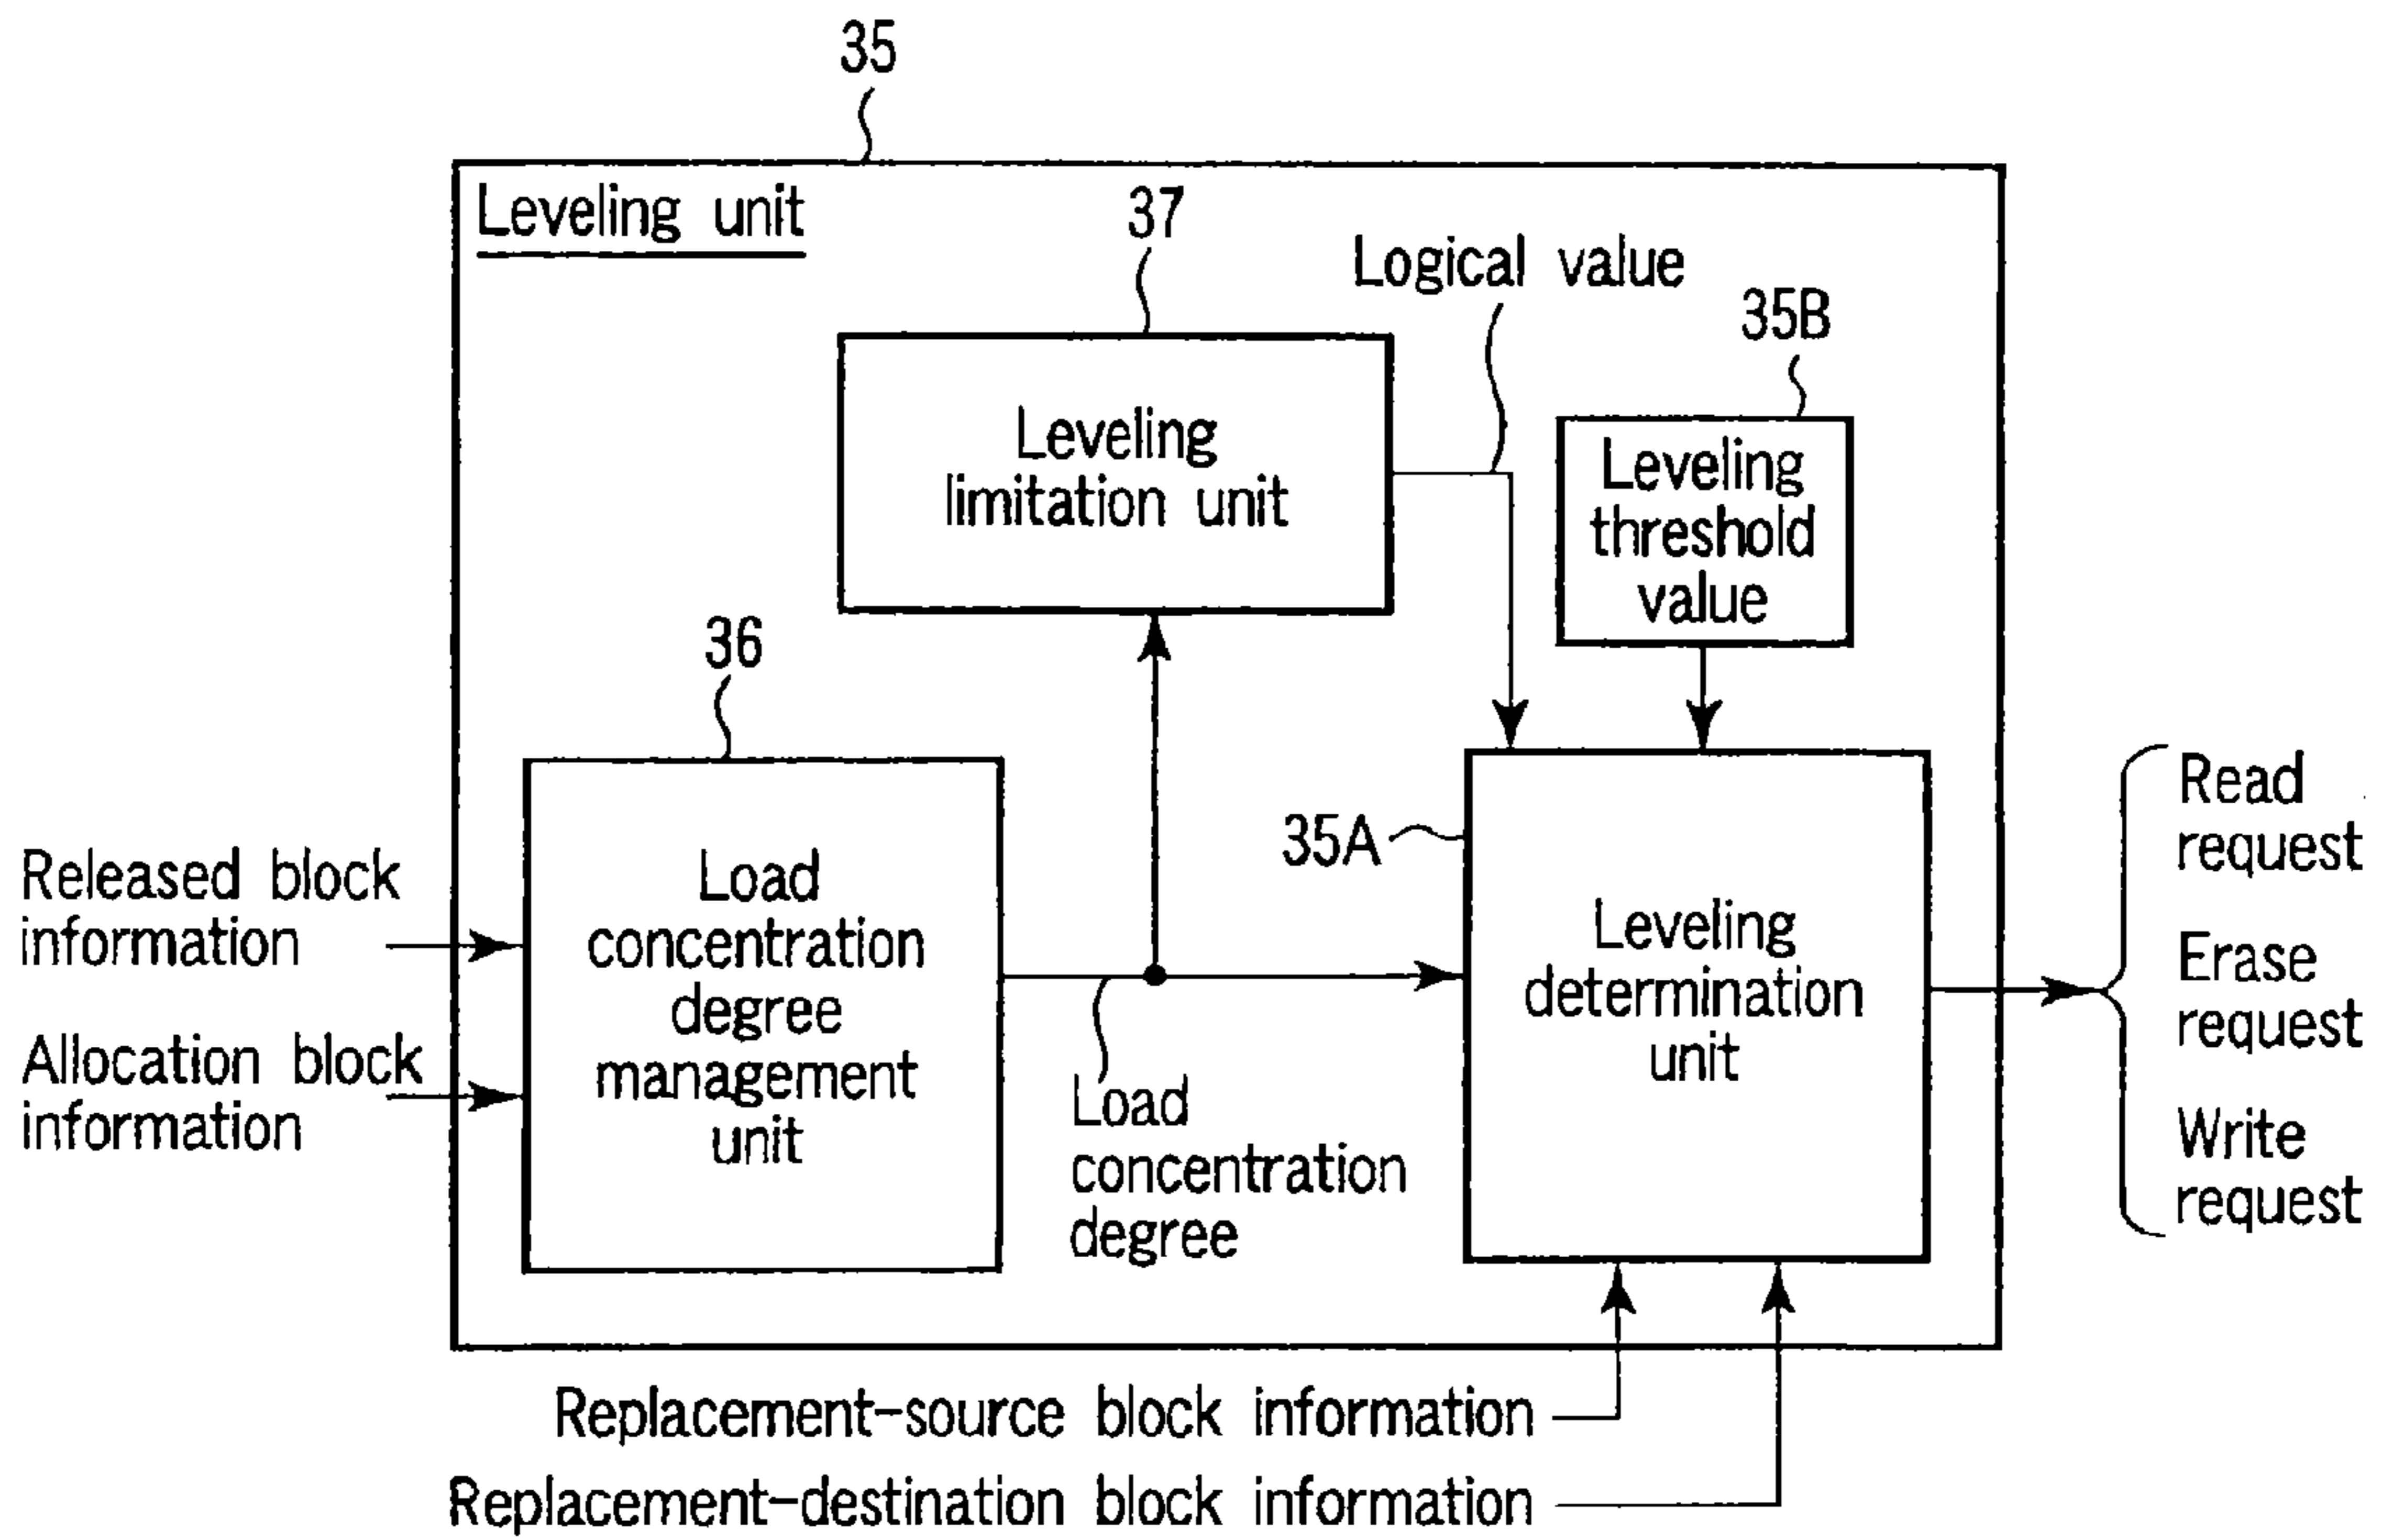 35
Leveling unit
37
Logical value
35B
Leveling
limitation unit
Leveling
threshold
value
36
35A
Load
concentration
degree
management
unit
Released block
information
Allocation block
information
Load
concentration
degree
Leveling
determination
unit
Read
request
Erase
request
Write
request
Replacement-source block information
Replacement-destination block information